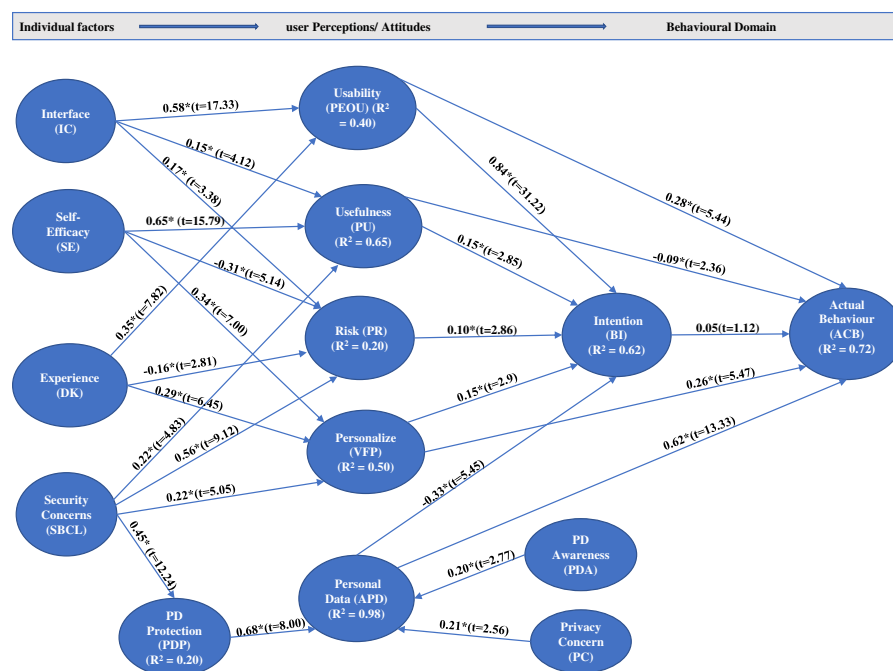 Individual factors
user Perceptions/ Attitudes
Behavioural Domain
Interface
(IC)
Self-
Efficacy
(SE)
Experience
(DK)
Security
Concerns
(SBCL)
PD
Protection
(PDP)
(R² = 0.20)
0.58*(t=17.33)
0.15* (t=4.12)
0.17* (t=3.38)
0.65* (t=15.79)
-0.31*(t=5.14)
0.34*(t=7.00)
0.35*(t=7.82)
-0.16*(t=2.81)
0.29*(t=6.45)
0.22*(t=4.83)
0.56*(t=9.12)
0.22*(t=5.05)
0.45*
(t=12.24)
0.68*(t=8.00)
Usability
(PEOU) (R²
= 0.40)
Usefulness
(PU)
(R² = 0.65)
Risk (PR)
(R² = 0.20)
Personalize
(VFP)
(R² = 0.50)
Personal
Data (APD)
(R² = 0.98)
0.84*(t=31.22)
0.28*(t=5.44)
0.15*(t=2.85)
-0.09*(t=2.36)
0.10*(t=2.86)
0.15*(t=2.9)
0.26*(t=5.47)
-0.33*(t=5.45)
0.62*(t=13.33)
0.20*(t=2.77)
0.21*(t=2.56)
Intention
(BI)
(R² = 0.62)
0.05(t=1.12)
Actual
Behaviour
(ACB)
(R² = 0.72)
PD
Awareness
(PDA)
Privacy
Concern
(PC)